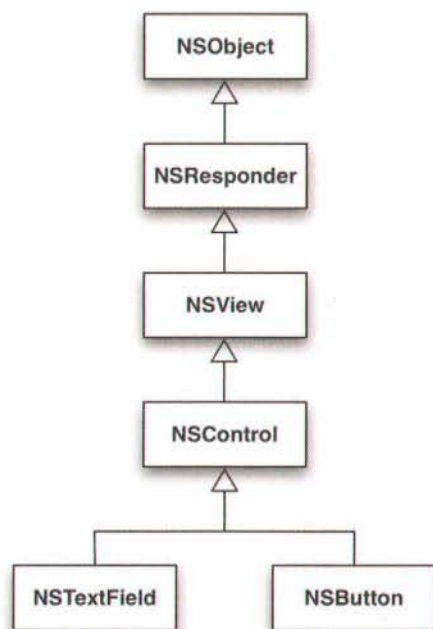 NSObject
NSResponder
NSView
NSControl
NSTextField
NSButton